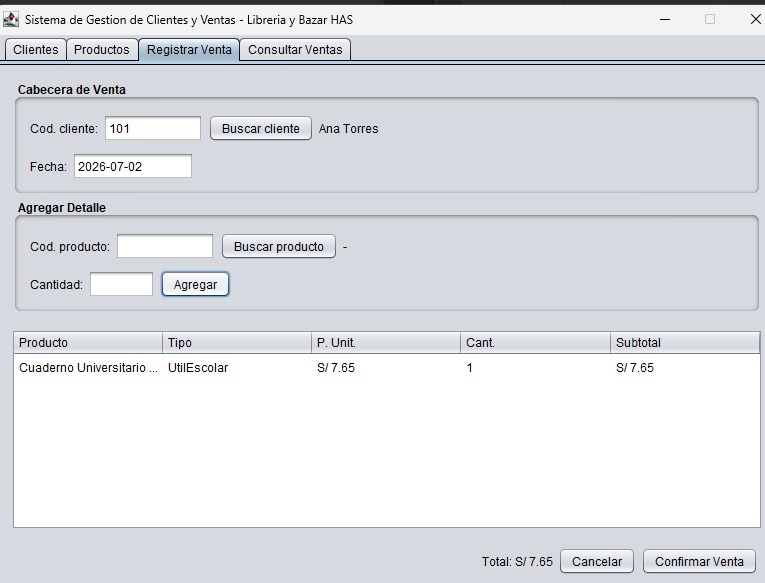 Sistema de Gestion de Clientes y Ventas - Libreria y Bazar HAS
Clientes Productos Registrar Venta Consultar Ventas
Cabecera de Venta
Cod. cliente: 101 Buscar cliente Ana Torres
Fecha: 2026-07-02
Agregar Detalle
Cod. producto: Buscar producto -
Cantidad: Agregar
Producto Tipo P. Unit. Cant. Subtotal
Cuaderno Universitario ... UtilEscolar S/ 7.65 1 S/ 7.65
Total: S/ 7.65 Cancelar Confirmar Venta